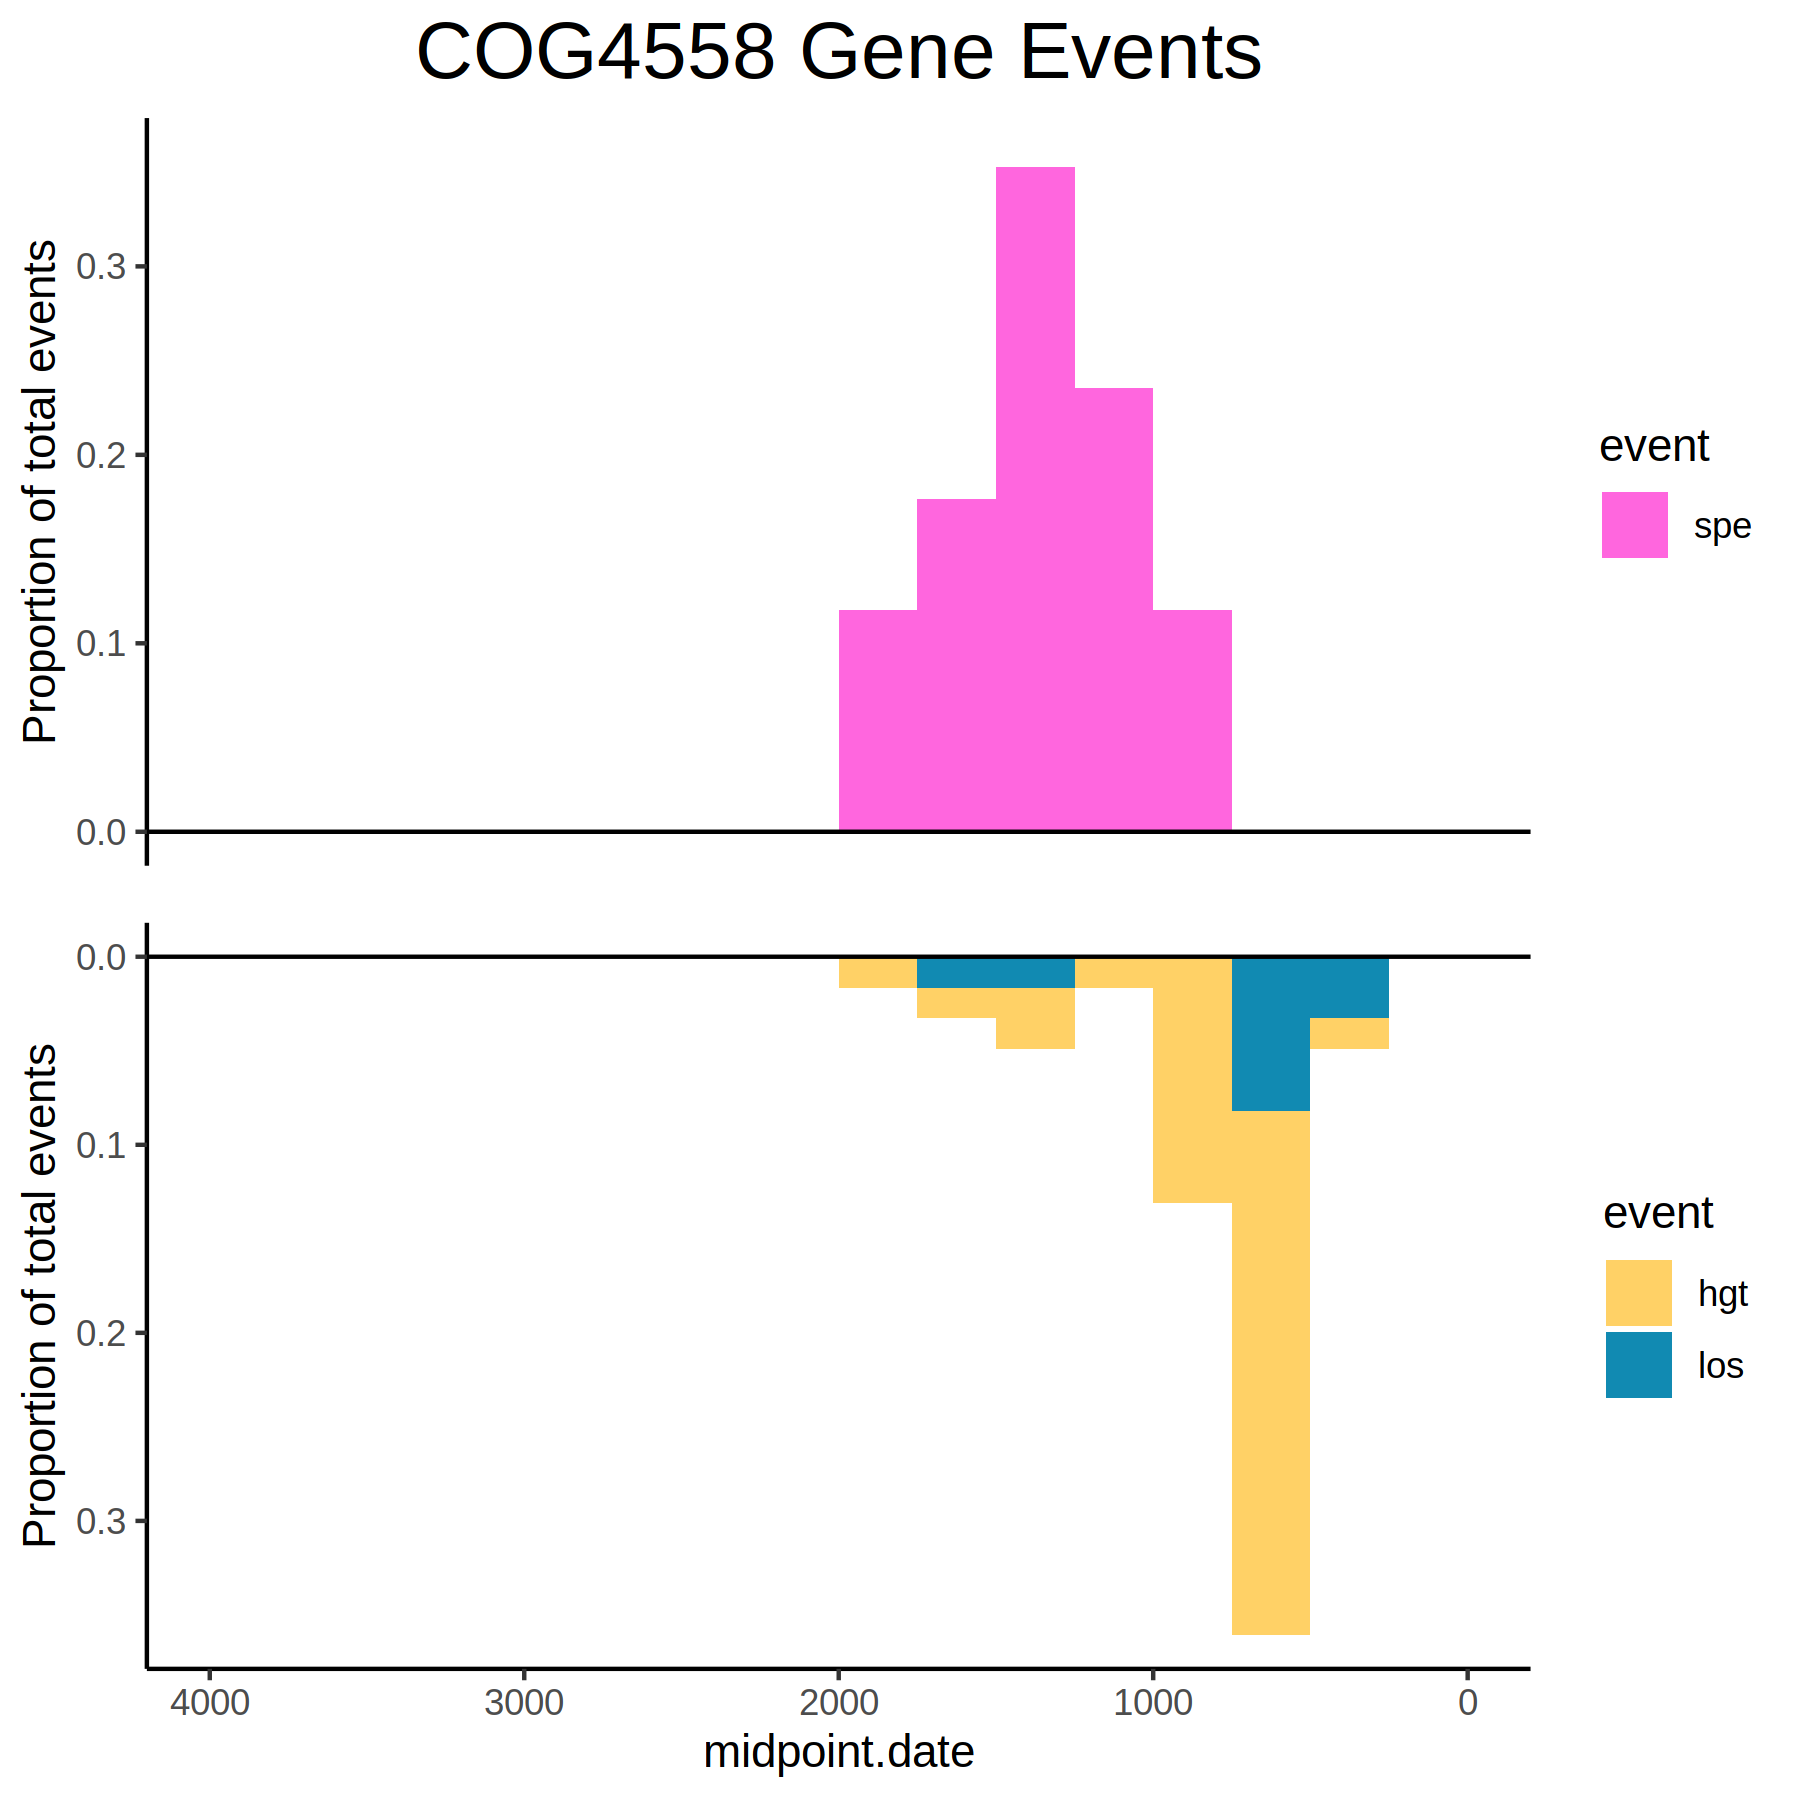 COG4558 Gene Events
Proportion of total events
0.3
0.2
0.1
0.0
event
spe
Proportion of total events
0.0
0.1
0.2
0.3
event
hgt
los
4000 3000 2000 1000 0
midpoint.date